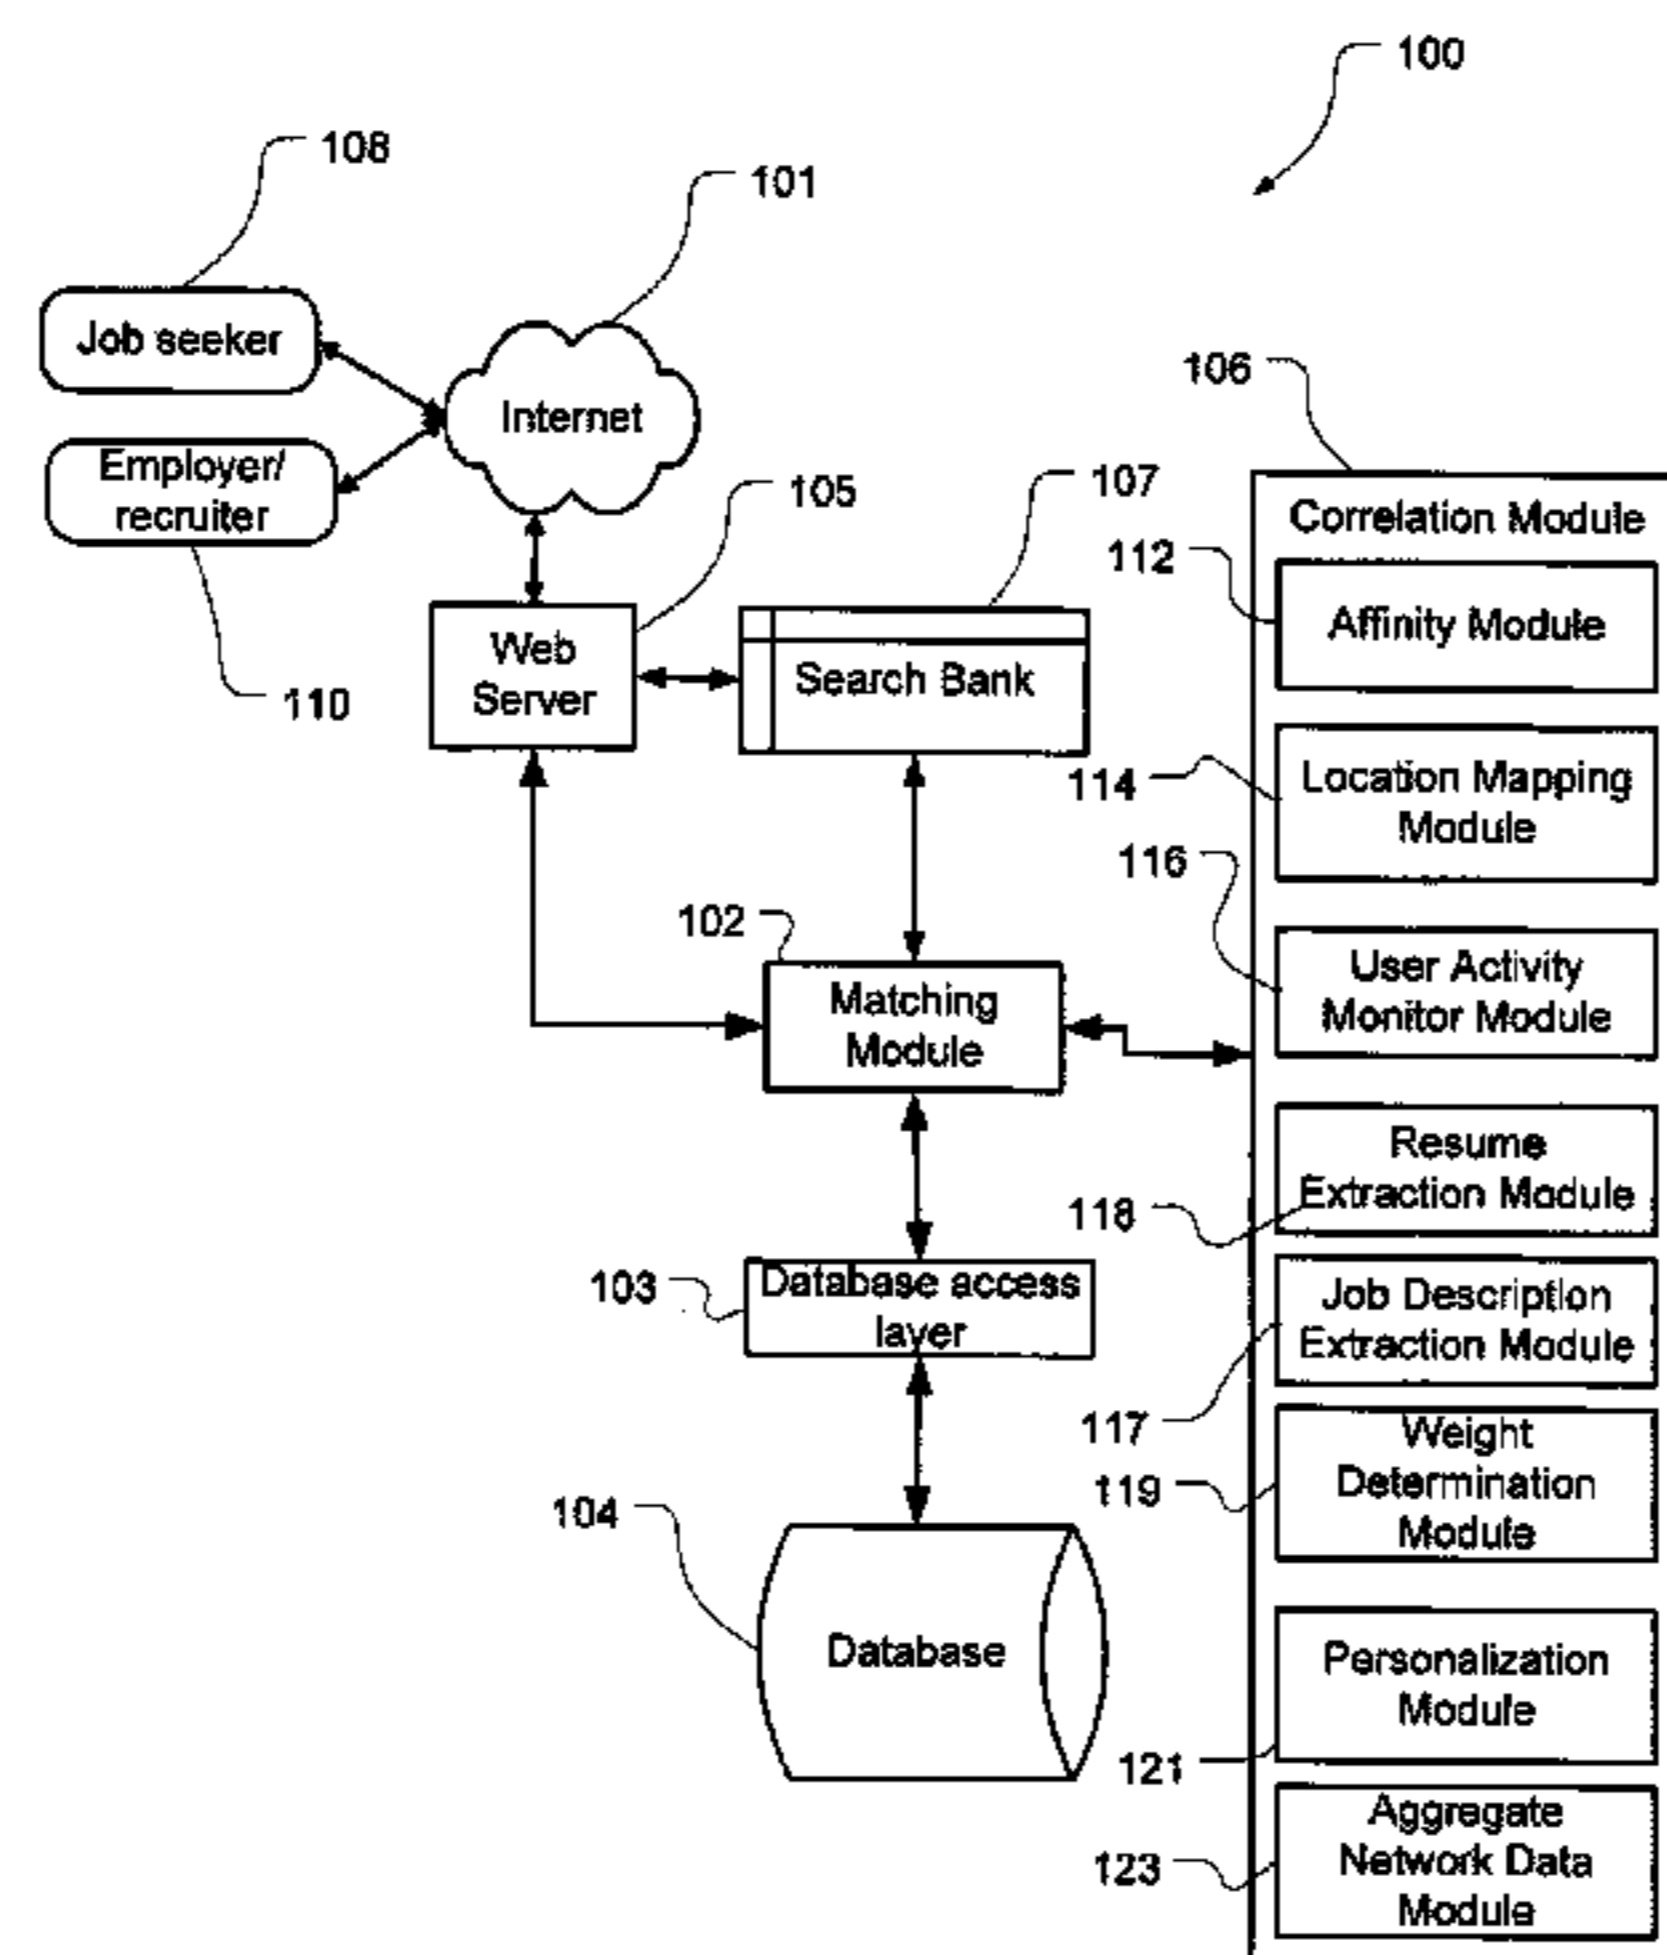 100
108
101
Job seeker
Internet
106
Employer/
recruiter
105
107
Correlation Module
112
Affinity Module
Web
Server
Search Bank
110
114
Location Mapping
Module
116
102
User Activity
Monitor Module
Matching
Module
Resume
Extraction Module
118
103
Database access
layer
Job Description
Extraction Module
117
Weight
Determination
Module
119
104
Database
Personalization
Module
121
Aggregate
Network Data
Module
123